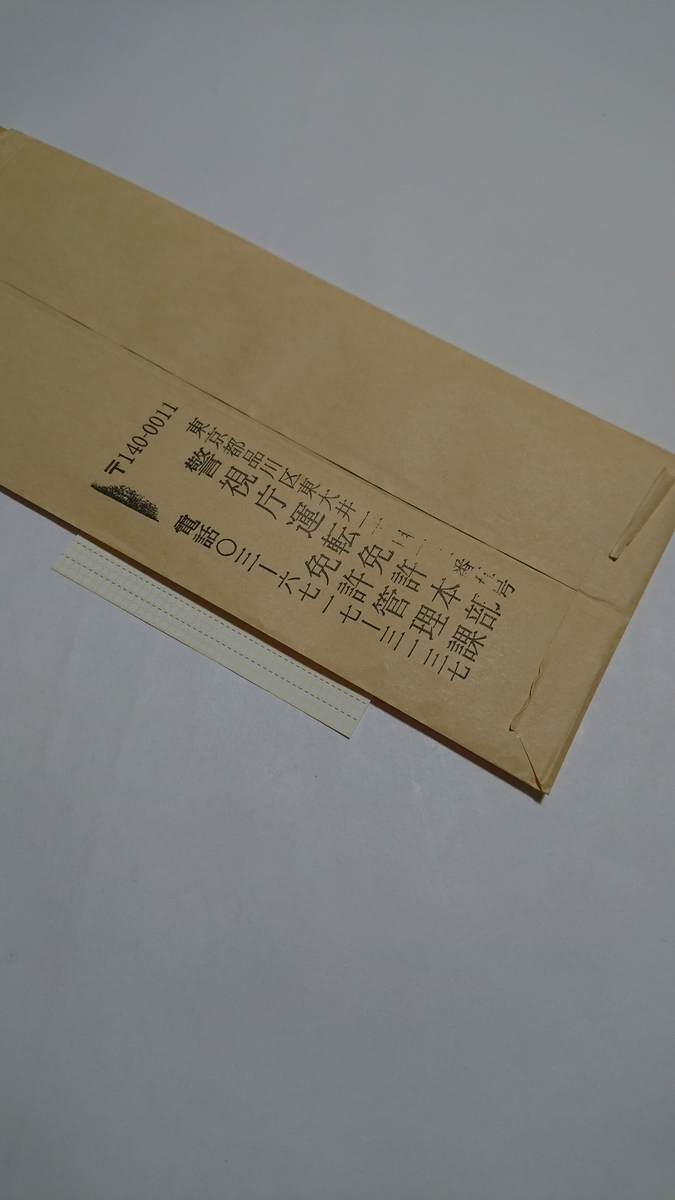 〒140-0011
東京都品川区東大井一 番 号
警視庁運転免許本部
免許管理課
電話〇三ー六七一七ー三一三七